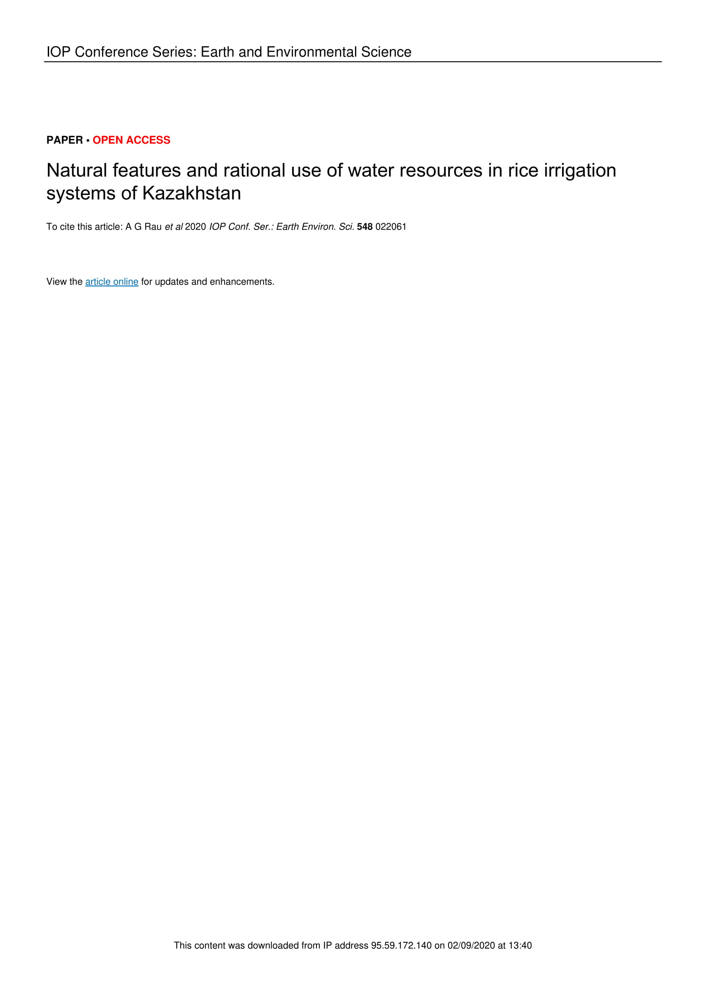 IOP Conference Series: Earth and Environmental Science
PAPER • OPEN ACCESS
Natural features and rational use of water resources in rice irrigation
systems of Kazakhstan
To cite this article: A G Rau et al 2020 IOP Conf. Ser.: Earth Environ. Sci. 548 022061
View the article online for updates and enhancements.
This content was downloaded from IP address 95.59.172.140 on 02/09/2020 at 13:40